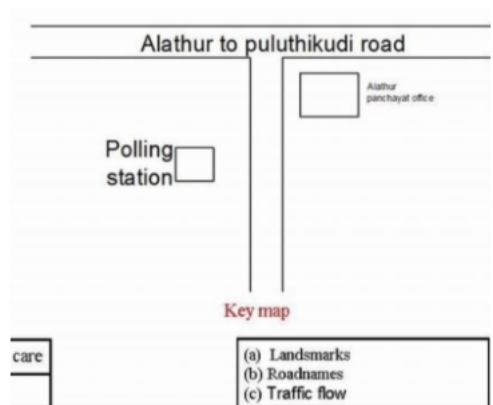 Alathur to puluthikudi road
Alathur
panchayat office
Polling
station
Key map
care
(a) Landsmarks
(b) Roadnames
(c) Traffic flow